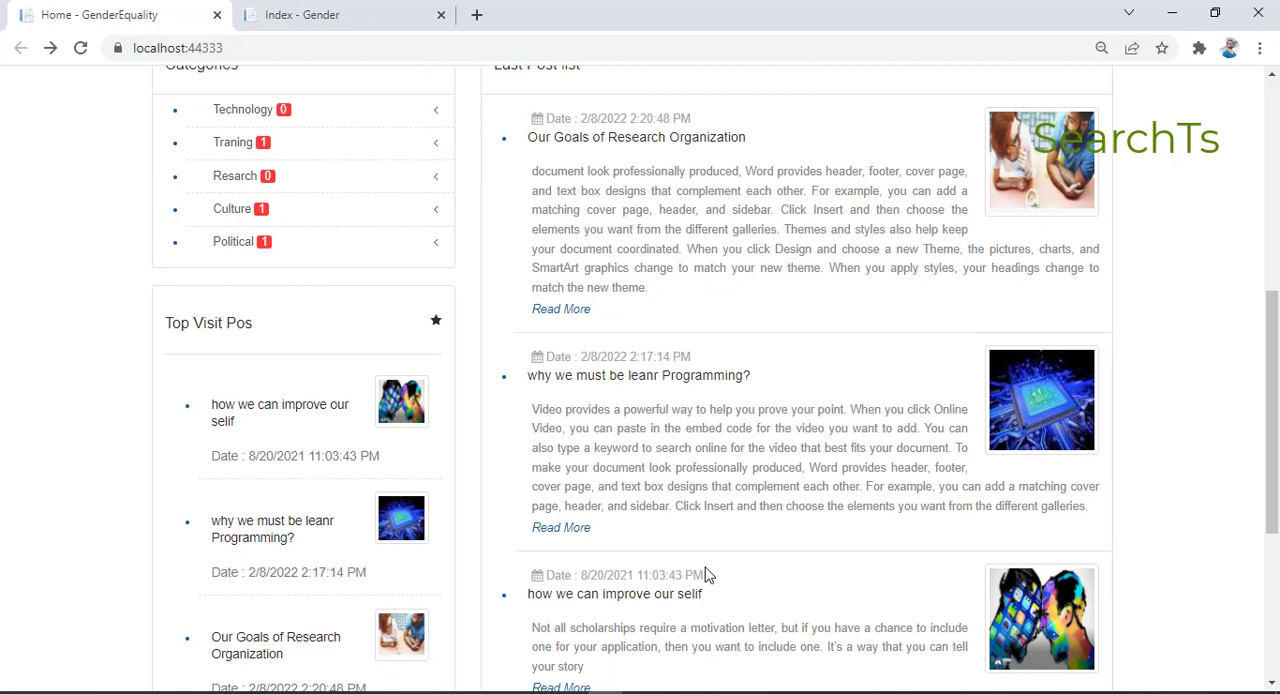 Home - GenderEquality
Index - Gender
localhost:44333
Categories
Technology 0
Traning 1
Resarch 0
Culture 1
Political 1
Top Visit Pos
how we can improve our
selif
Date : 8/20/2021 11:03:43 PM
why we must be leanr
Programming?
Date : 2/8/2022 2:17:14 PM
Our Goals of Research
Organization
Date : 2/8/2022 2:20:48 PM
Last Post list
Date : 2/8/2022 2:20:48 PM
Our Goals of Research Organization
SearchTs
document look professionally produced, Word provides header, footer, cover page,
and text box designs that complement each other. For example, you can add a
matching cover page, header, and sidebar. Click Insert and then choose the
elements you want from the different galleries. Themes and styles also help keep
your document coordinated. When you click Design and choose a new Theme, the pictures, charts, and
SmartArt graphics change to match your new theme. When you apply styles, your headings change to
match the new theme.
Read More
Date : 2/8/2022 2:17:14 PM
why we must be leanr Programming?
Video provides a powerful way to help you prove your point. When you click Online
Video, you can paste in the embed code for the video you want to add. You can
also type a keyword to search online for the video that best fits your document. To
make your document look professionally produced, Word provides header, footer,
cover page, and text box designs that complement each other. For example, you can add a matching cover
page, header, and sidebar. Click Insert and then choose the elements you want from the different galleries.
Read More
Date : 8/20/2021 11:03:43 PM
how we can improve our selif
Not all scholarships require a motivation letter, but if you have a chance to include
one for your application, then you want to include one. It's a way that you can tell
your story
Read More